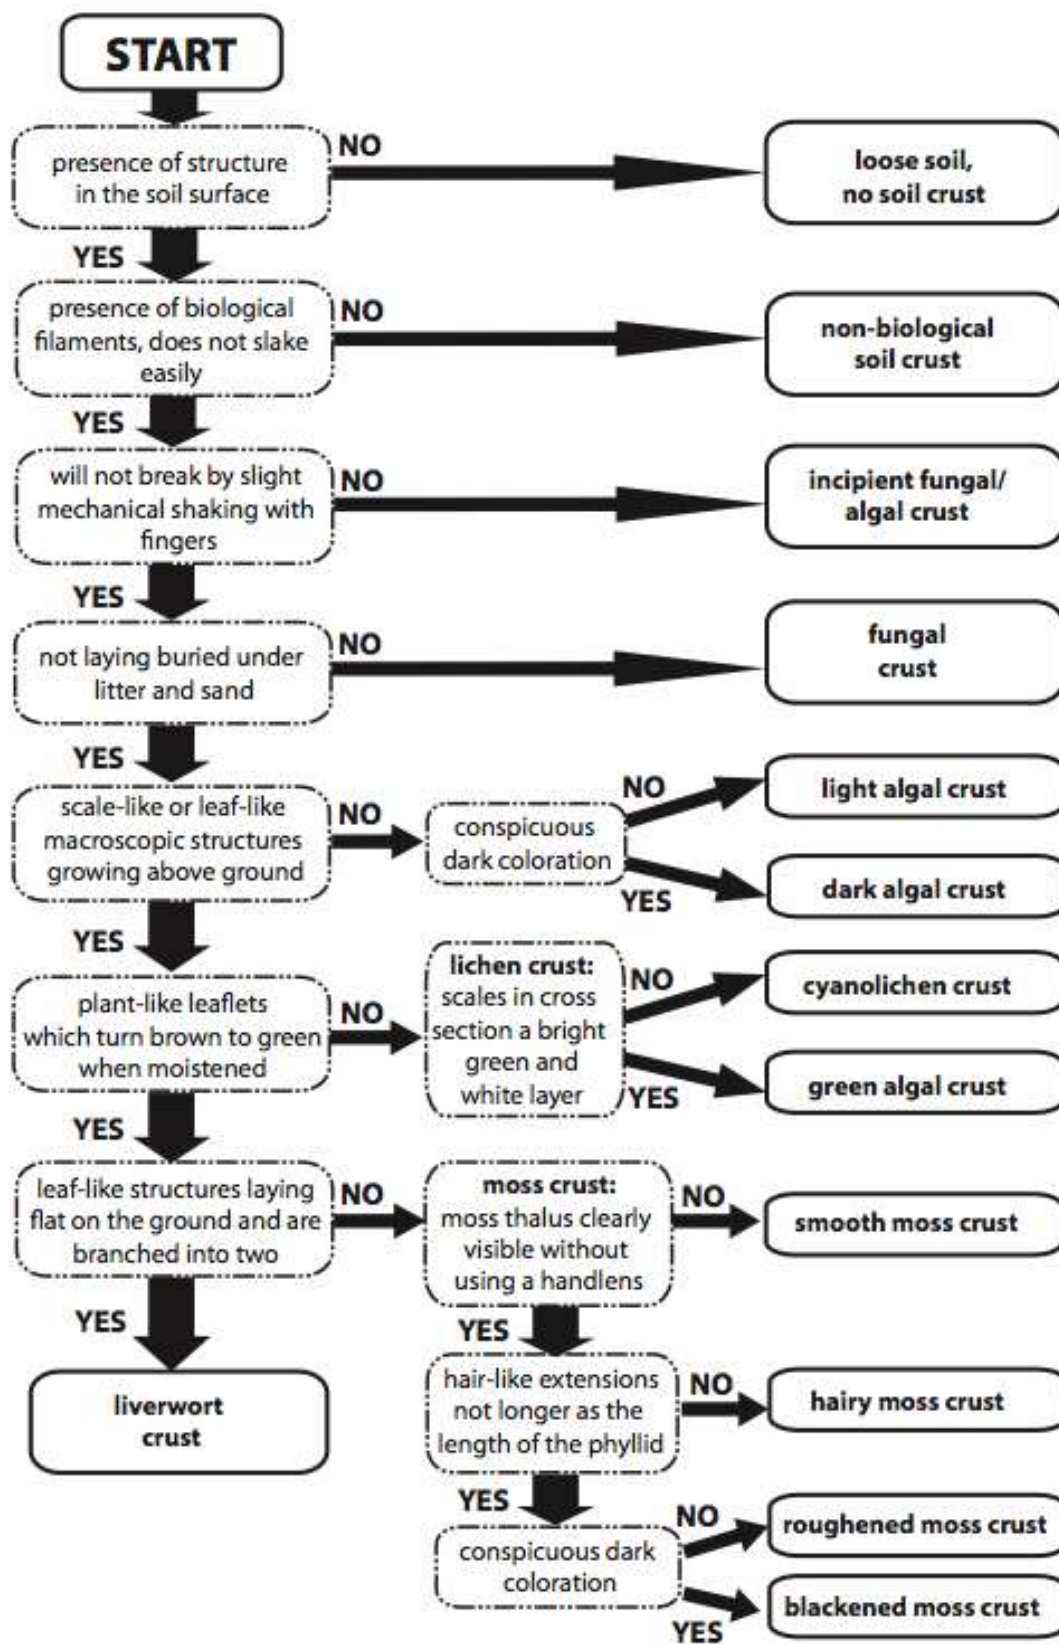 START
presence of structure
in the soil surface
NO
loose soil,
no soil crust
YES
presence of biological
filaments, does not slake
easily
NO
non-biological
soil crust
YES
will not break by slight
mechanical shaking with
fingers
NO
incipient fungal/
algal crust
YES
not laying buried under
litter and sand
NO
fungal
crust
YES
scale-like or leaf-like
macroscopic structures
growing above ground
NO
conspicuous
dark coloration
NO
light algal crust
YES
dark algal crust
YES
plant-like leaflets
which turn brown to green
when moistened
NO
lichen crust:
scales in cross
section a bright
green and
white layer
NO
cyanolichen crust
YES
green algal crust
YES
leaf-like structures laying
flat on the ground and are
branched into two
NO
moss crust:
moss thalus clearly
visible without
using a handlens
NO
smooth moss crust
YES
liverwort
crust
YES
hair-like extensions
not longer as the
length of the phyllid
NO
hairy moss crust
YES
conspicuous dark
coloration
NO
roughened moss crust
YES
blackened moss crust